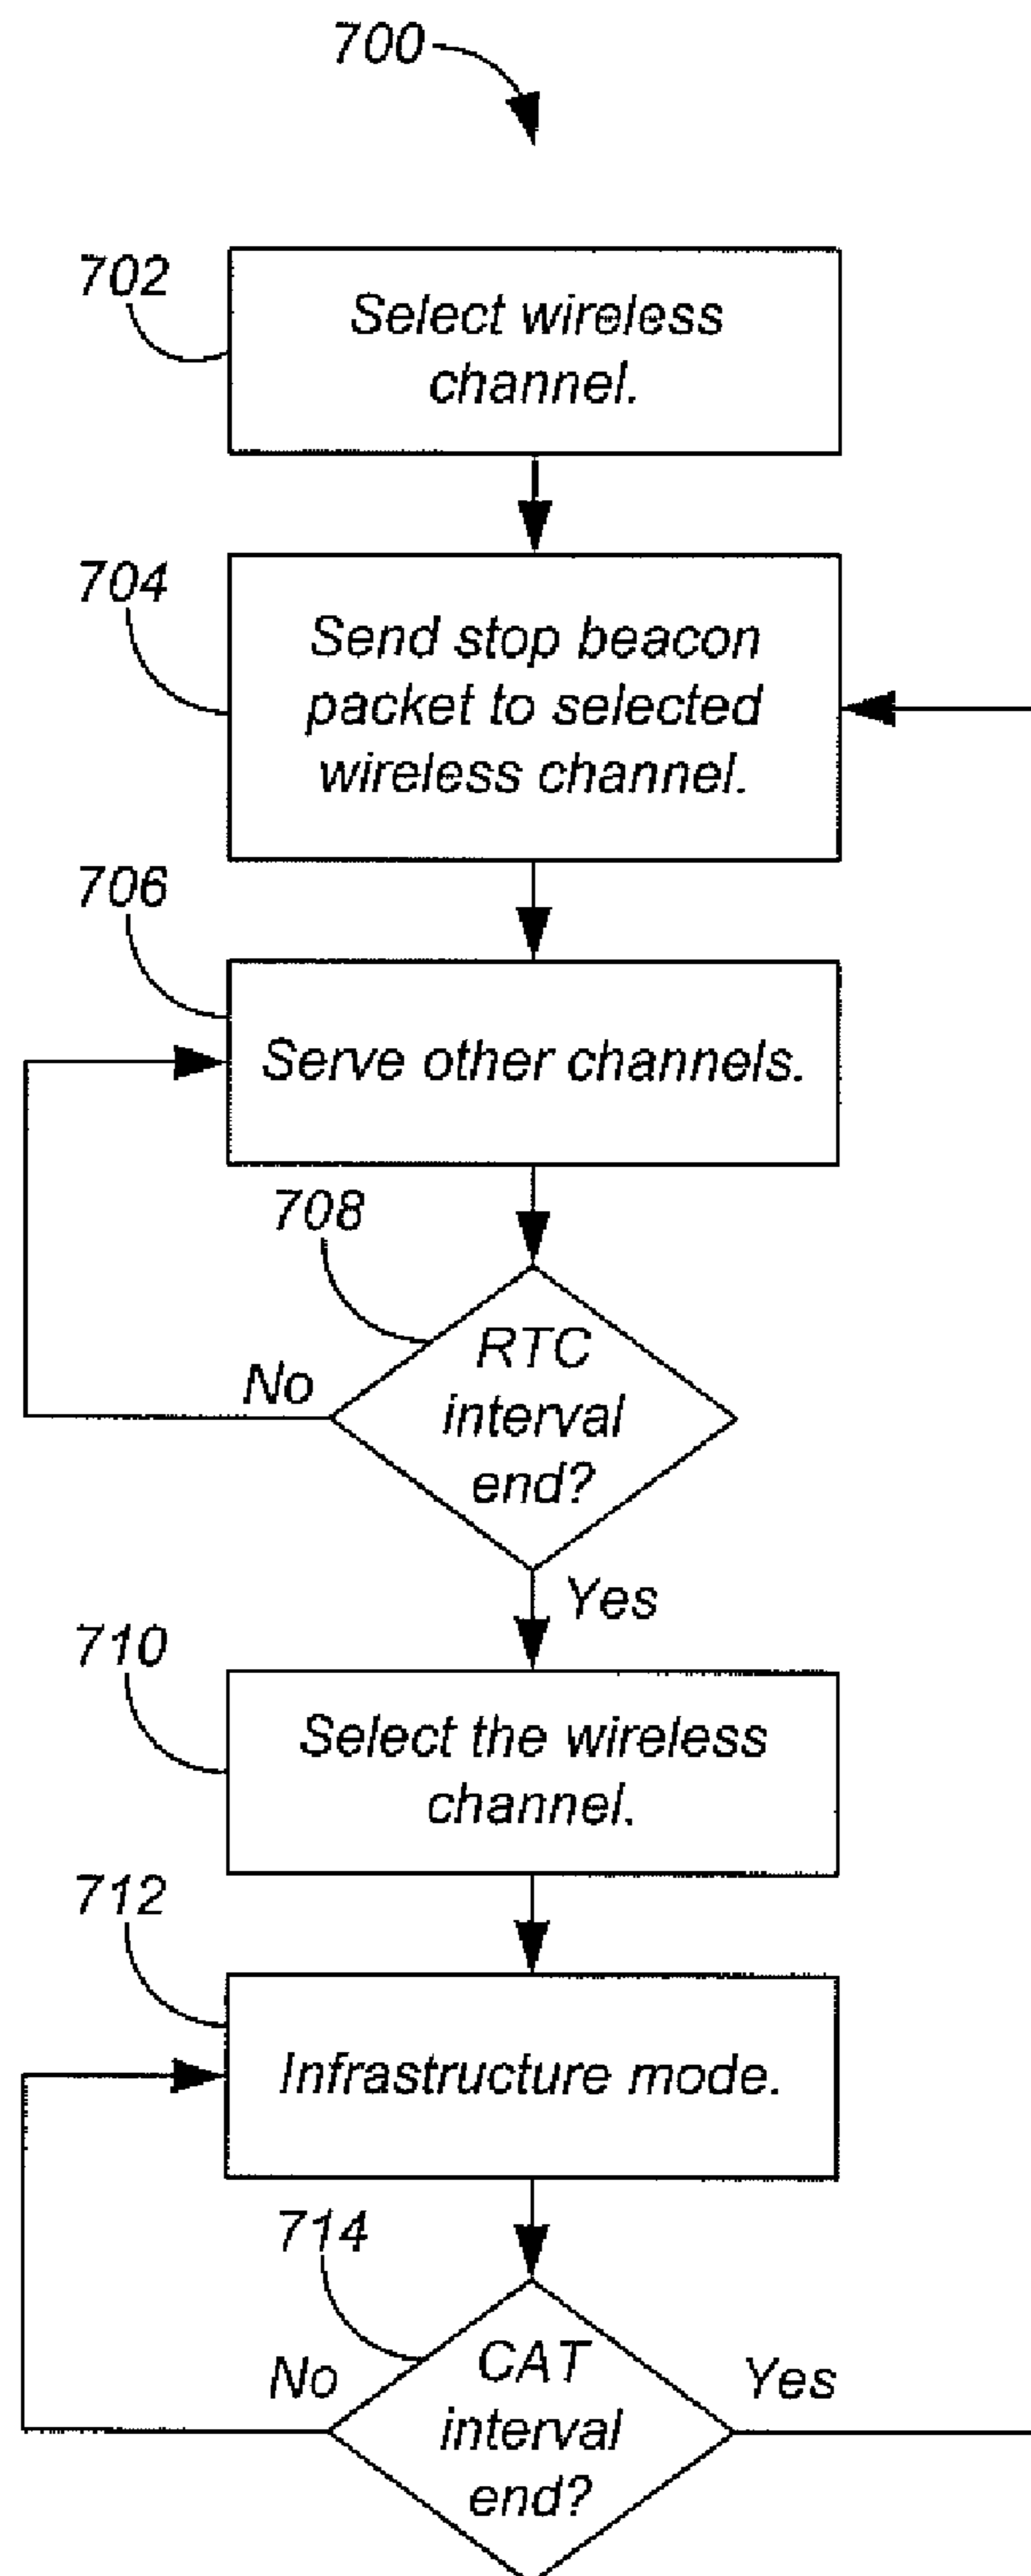 700
702
Select wireless
channel.
704
Send stop beacon
packet to selected
wireless channel.
706
Serve other channels.
708
RTC
interval
end?
No
Yes
710
Select the wireless
channel.
712
Infrastructure mode.
714
CAT
interval
end?
No
Yes